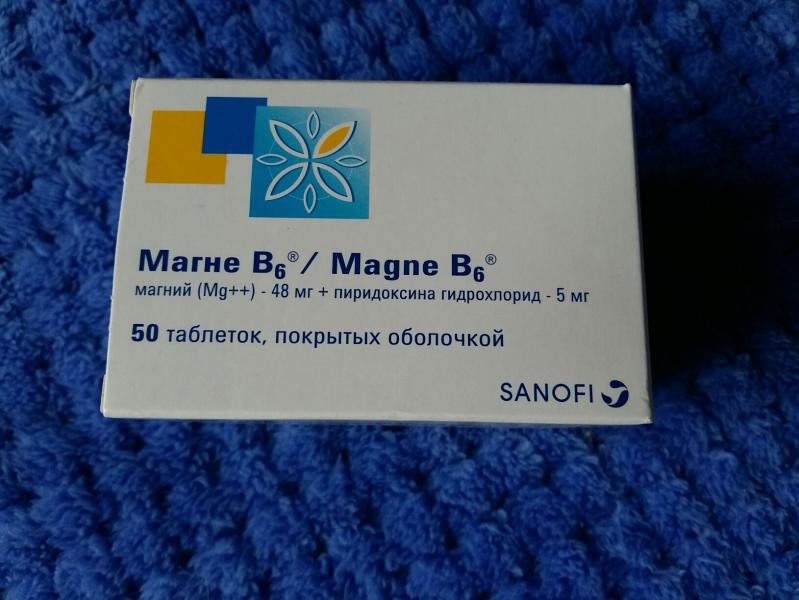 Магне B6® / Magne B6®
магний (Mg++) - 48 мг + пиридоксина гидрохлорид - 5 мг
50 таблеток, покрытых оболочкой
SANOFI